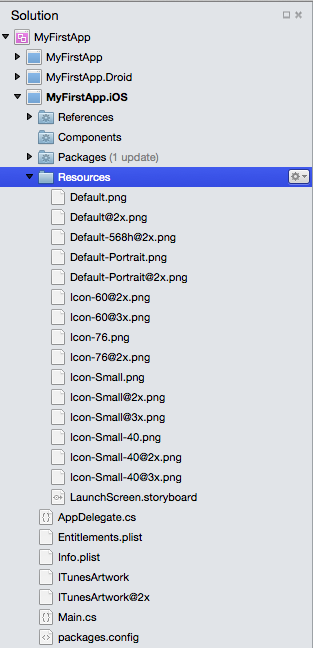 Solution
MyFirstApp
MyFirstApp
MyFirstApp.Droid
MyFirstApp.iOS
References
Components
Packages (1 update)
Resources
Default.png
Default@2x.png
Default-568h@2x.png
Default-Portrait.png
Default-Portrait@2x.png
Icon-60@2x.png
Icon-60@3x.png
Icon-76.png
Icon-76@2x.png
Icon-Small.png
Icon-Small@2x.png
Icon-Small@3x.png
Icon-Small-40.png
Icon-Small-40@2x.png
Icon-Small-40@3x.png
LaunchScreen.storyboard
AppDelegate.cs
Entitlements.plist
Info.plist
ITunesArtwork
ITunesArtwork@2x
Main.cs
packages.config